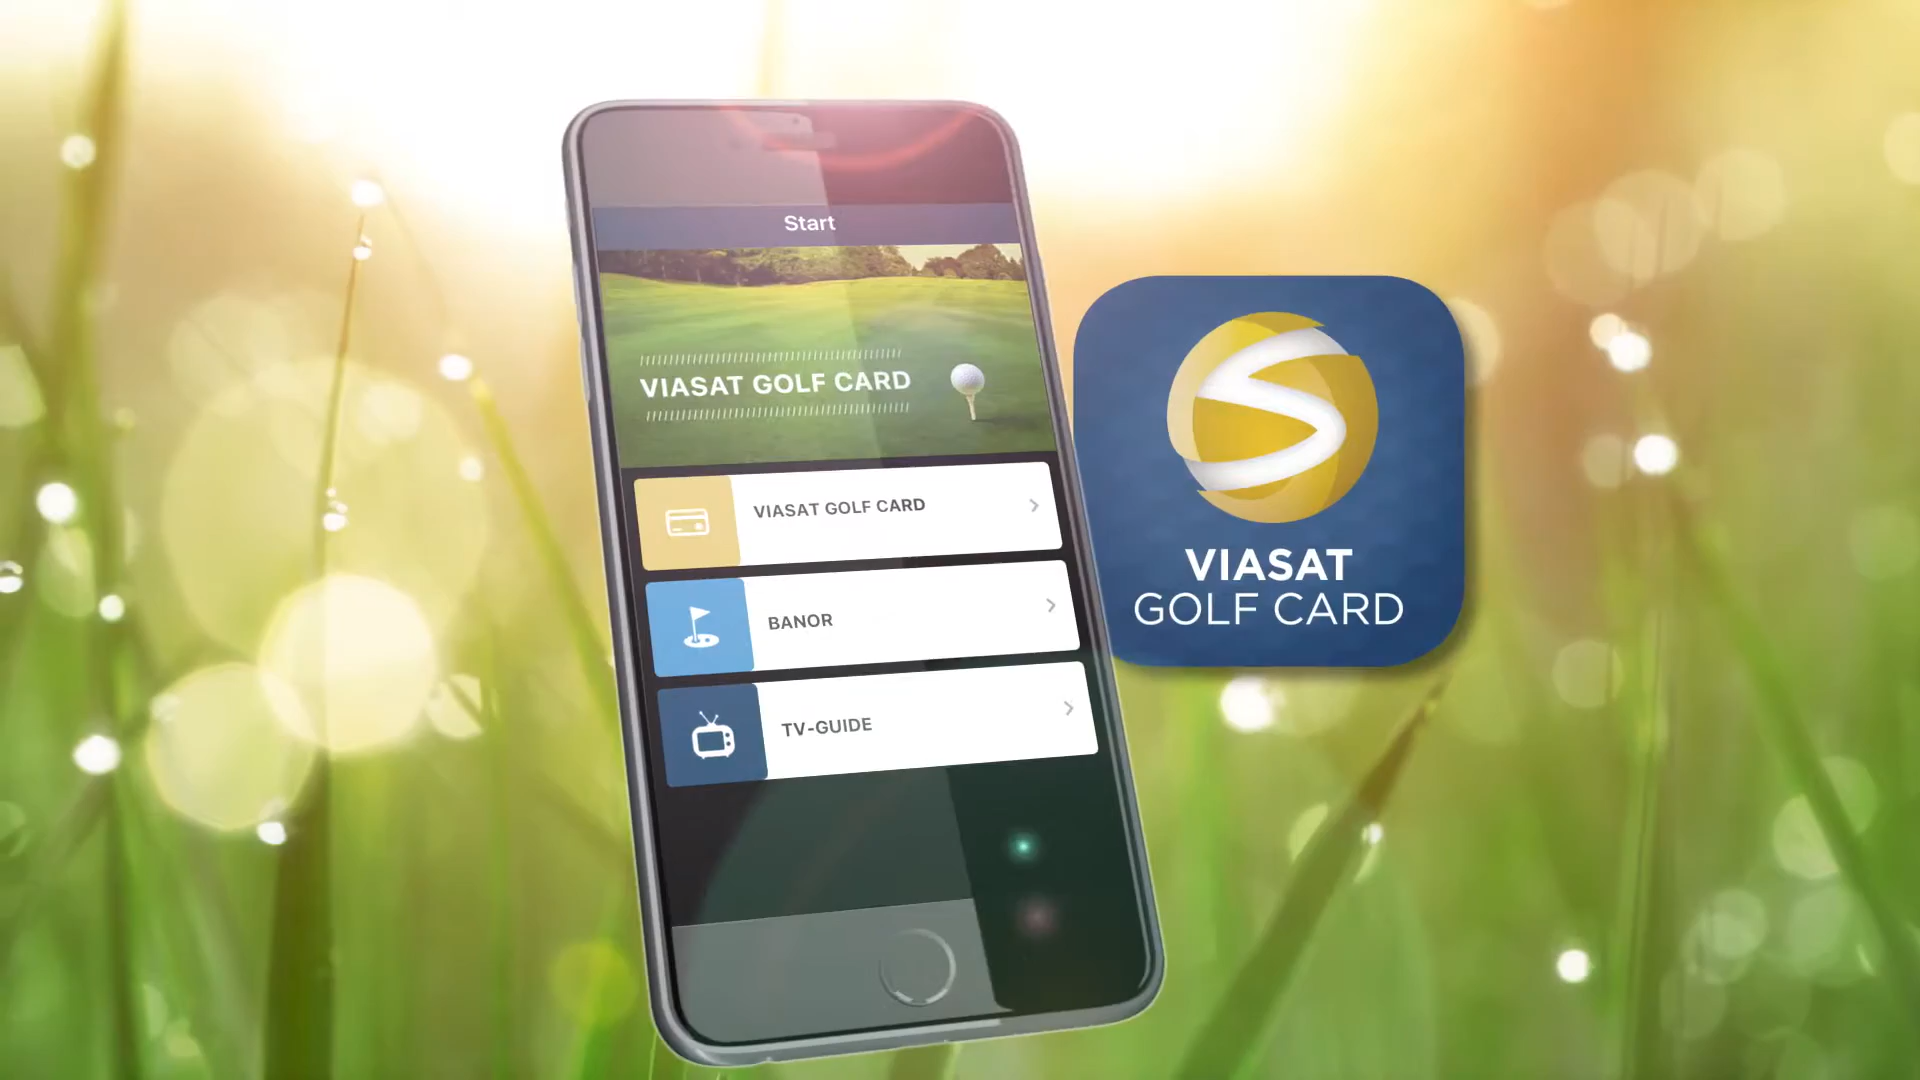 Start
VIASAT GOLF CARD
VIASAT GOLF CARD
BANOR
TV-GUIDE
VIASAT
GOLF CARD